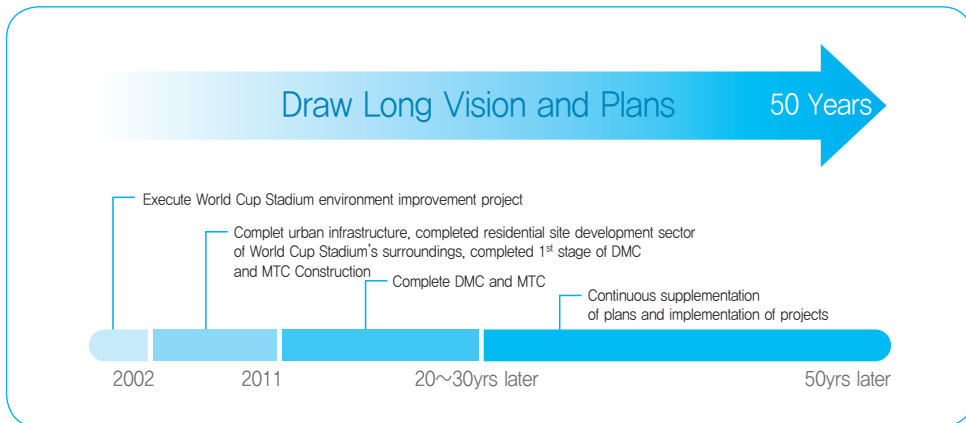 Draw Long Vision and Plans
50 Years
Execute World Cup Stadium environment improvement project
Complet urban infrastructure, completed residential site development sector
of World Cup Stadium's surroundings, completed 1st stage of DMC
and MTC Construction
Complete DMC and MTC
Continuous supplementation
of plans and implementation of projects
2002
2011
20~30yrs later
50yrs later